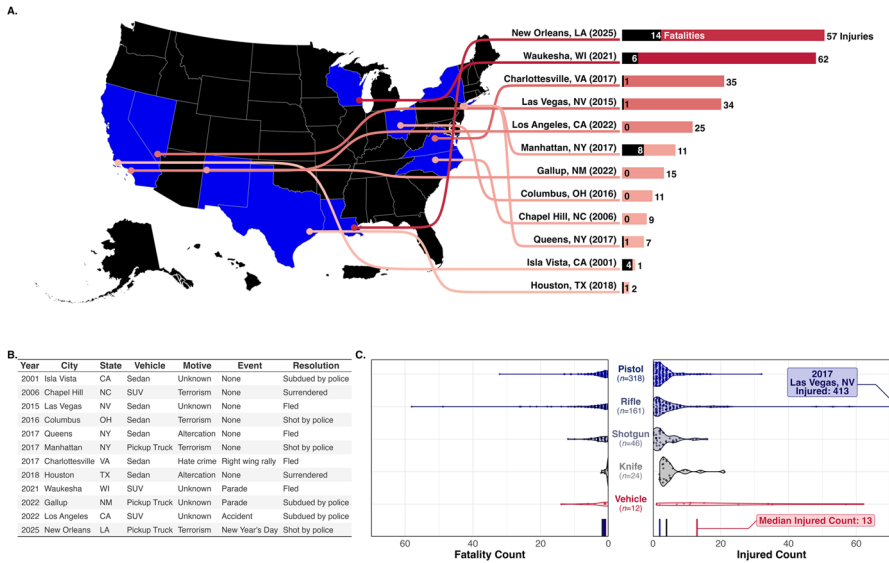 A.
New Orleans, LA (2025) 14 Fatalities 57 Injuries
Waukesha, WI (2021) 6 62
Charlottesville, VA (2017) 1 35
Las Vegas, NV (2015) 1 34
Los Angeles, CA (2022) 0 25
Manhattan, NY (2017) 8 11
Gallup, NM (2022) 0 15
Columbus, OH (2016) 0 11
Chapel Hill, NC (2006) 0 9
Queens, NY (2017) 1 7
Isla Vista, CA (2001) 4 1
Houston, TX (2018) 1 2
B.
Year City State Vehicle Motive Event Resolution
2001 Isla Vista CA Sedan Unknown None Subdued by police
2006 Chapel Hill NC SUV Terrorism None Surrendered
2015 Las Vegas NV Sedan Unknown None Fled
2016 Columbus OH Sedan Terrorism None Shot by police
2017 Queens NY Sedan Altercation None Fled
2017 Manhattan NY Pickup Truck Terrorism None Shot by police
2017 Charlottesville VA Sedan Hate crime Right wing rally Fled
2018 Houston TX Sedan Altercation None Surrendered
2021 Waukesha WI SUV Unknown Parade Fled
2022 Gallup NM Pickup Truck Unknown Parade Subdued by police
2022 Los Angeles CA SUV Unknown Accident Subdued by police
2025 New Orleans LA Pickup Truck Terrorism New Year's Day Shot by police
C.
Pistol
(n=318)
Rifle
(n=161)
Shotgun
(n=46)
Knife
(n=24)
Vehicle
(n=12)
2017
Las Vegas, NV
Injured: 413
Median Injured Count: 13
60 40 20 0
Fatality Count
0 20 40 60
Injured Count